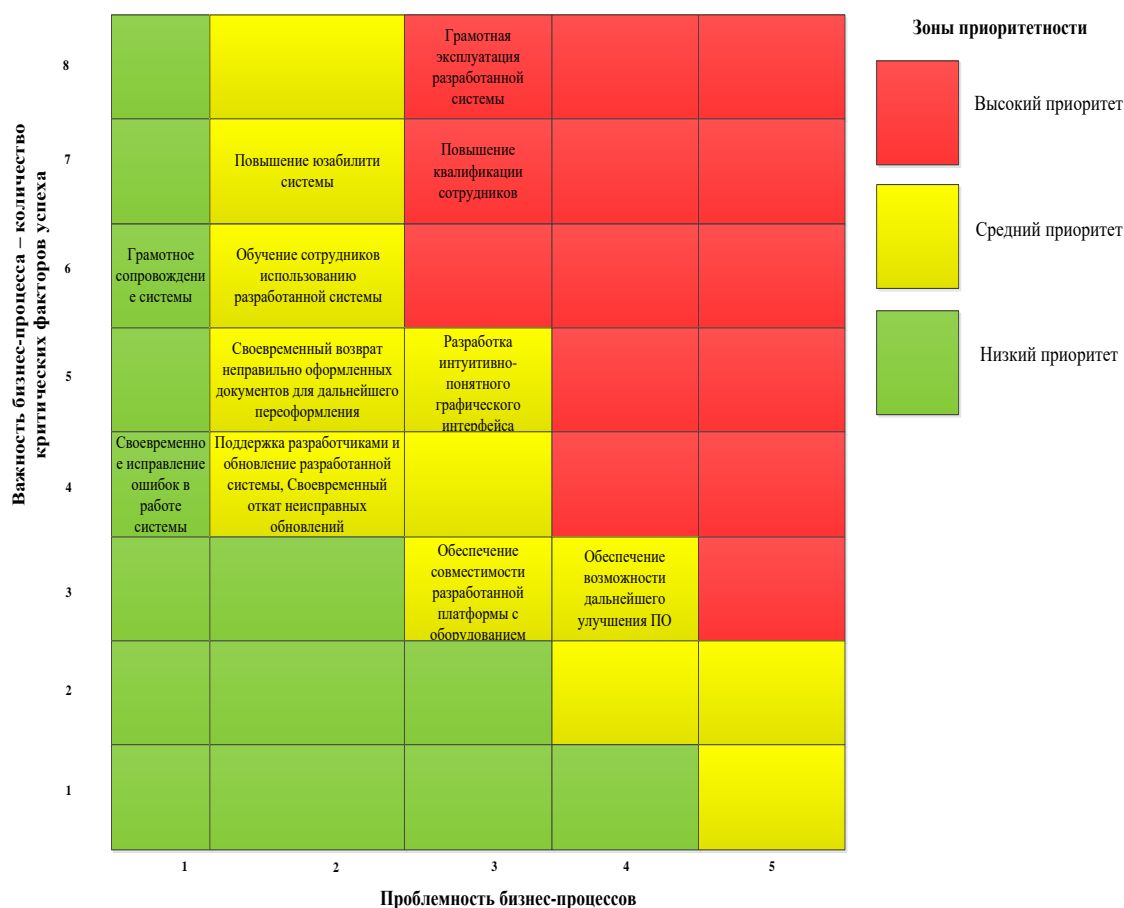 Зоны приоритетности
Высокий приоритет
Средний приоритет
Низкий приоритет
Важность бизнес-процесса – количество
критических факторов успеха
8
Грамотная
эксплуатация
разработанной
системы
7
Повышение юзабилити
системы
Повышение
квалификации
сотрудников
6
Грамотное
сопровождени
е системы
Обучение сотрудников
использованию
разработанной системы
5
Своевременный возврат
неправильно оформленных
документов для дальнейшего
переоформления
Разработка
интуитивно-
понятного
графического
интерфейса
4
Своевременно
е исправление
ошибок в
работе
системы
Поддержка разработчиками и
обновление разработанной
системы, Своевременный
откат неисправных
обновлений
3
Обеспечение
совместимости
разработанной
платформы с
оборудованием
Обеспечение
возможности
дальнейшего
улучшения ПО
2
1
1
2
3
4
5
Проблемность бизнес-процессов